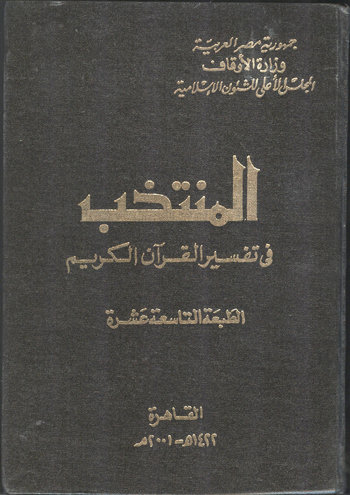 جمهورية مصر العربية
وزارة الأوقاف
المجلس الأعلى للشئون الإسلامية
المنتخب
فى تفسير القرآن الكريم
الطبعة التاسعة عشرة
القاهرة
١٤٢٢هـ - ٢٠٠١م